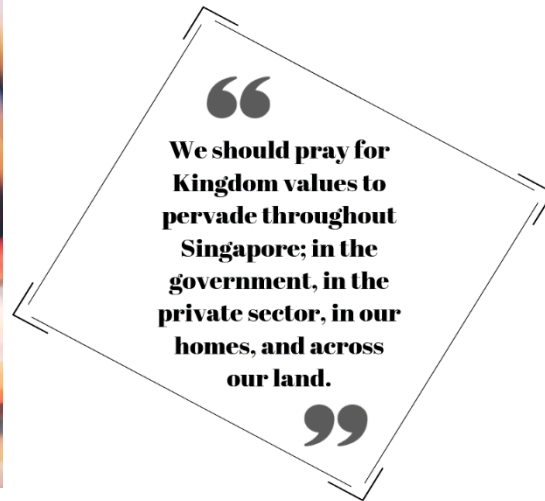 “
We should pray for
Kingdom values to
pervade throughout
Singapore; in the
government, in the
private sector, in our
homes, and across
our land.
”